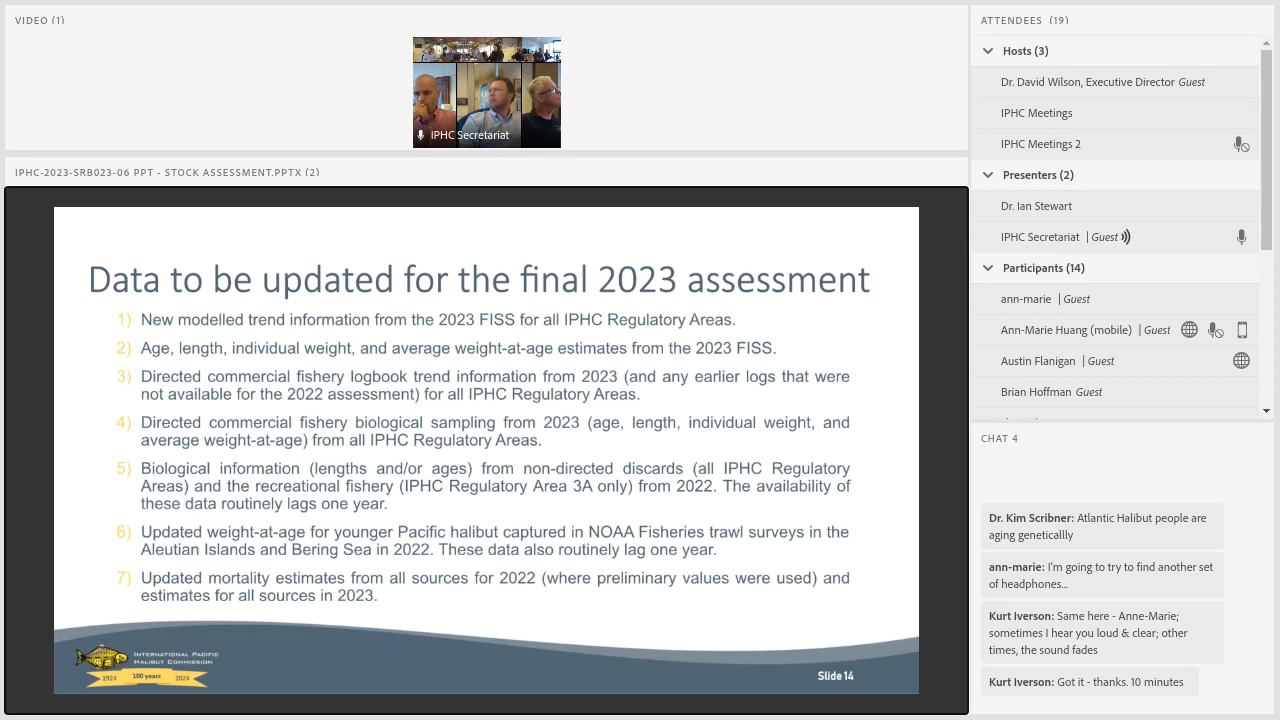 VIDEO (1)
IPHC Secretariat
IPHC-2023-SRB023-06 PPT - STOCK ASSESSMENT.PPTX (2)
Data to be updated for the final 2023 assessment
1) New modelled trend information from the 2023 FISS for all IPHC Regulatory Areas.
2) Age, length, individual weight, and average weight-at-age estimates from the 2023 FISS.
3) Directed commercial fishery logbook trend information from 2023 (and any earlier logs that were
not available for the 2022 assessment) for all IPHC Regulatory Areas.
4) Directed commercial fishery biological sampling from 2023 (age, length, individual weight, and
average weight-at-age) from all IPHC Regulatory Areas.
5) Biological information (lengths and/or ages) from non-directed discards (all IPHC Regulatory
Areas) and the recreational fishery (IPHC Regulatory Area 3A only) from 2022. The availability of
these data routinely lags one year.
6) Updated weight-at-age for younger Pacific halibut captured in NOAA Fisheries trawl surveys in the
Aleutian Islands and Bering Sea in 2022. These data also routinely lag one year.
7) Updated mortality estimates from all sources for 2022 (where preliminary values were used) and
estimates for all sources in 2023.
INTERNATIONAL PACIFIC
HALIBUT COMMISSION
1924 100 years 2024
Slide 14
ATTENDEES (19)
Hosts (3)
Dr. David Wilson, Executive Director Guest
IPHC Meetings
IPHC Meetings 2
Presenters (2)
Dr. Ian Stewart
IPHC Secretariat | Guest
Participants (14)
ann-marie | Guest
Ann-Marie Huang (mobile) | Guest
Austin Flanigan | Guest
Brian Hoffman Guest
CHAT 4
Dr. Kim Scribner: Atlantic Halibut people are
aging geneticallly
ann-marie: I'm going to try to find another set
of headphones...
Kurt Iverson: Same here - Anne-Marie;
sometimes I hear you loud & clear; other
times, the sound fades
Kurt Iverson: Got it - thanks. 10 minutes